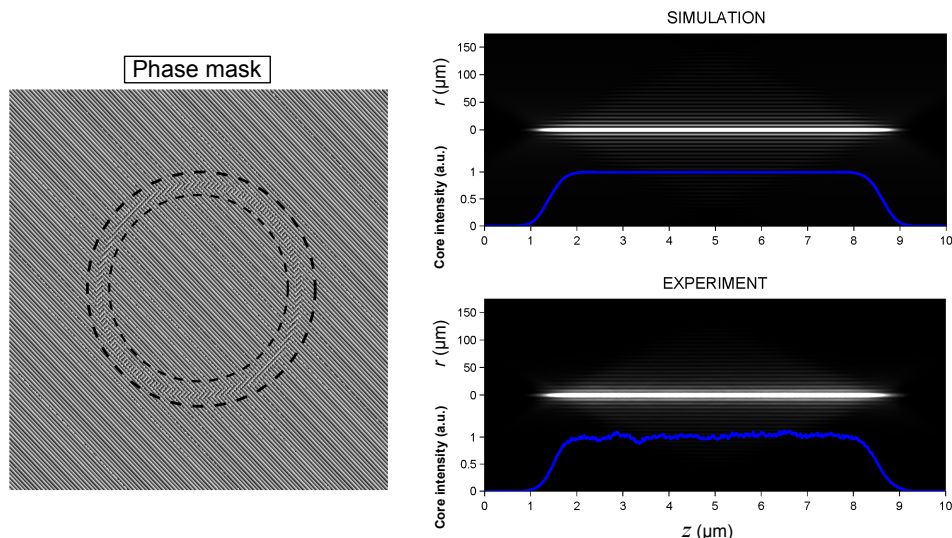 Phase mask
SIMULATION
r (μm)
150
100
50
0
Core intensity (a.u.)
1
0.5
0
0 1 2 3 4 5 6 7 8 9 10
EXPERIMENT
r (μm)
150
100
50
0
Core intensity (a.u.)
1
0.5
0
0 1 2 3 4 5 6 7 8 9 10
z (μm)